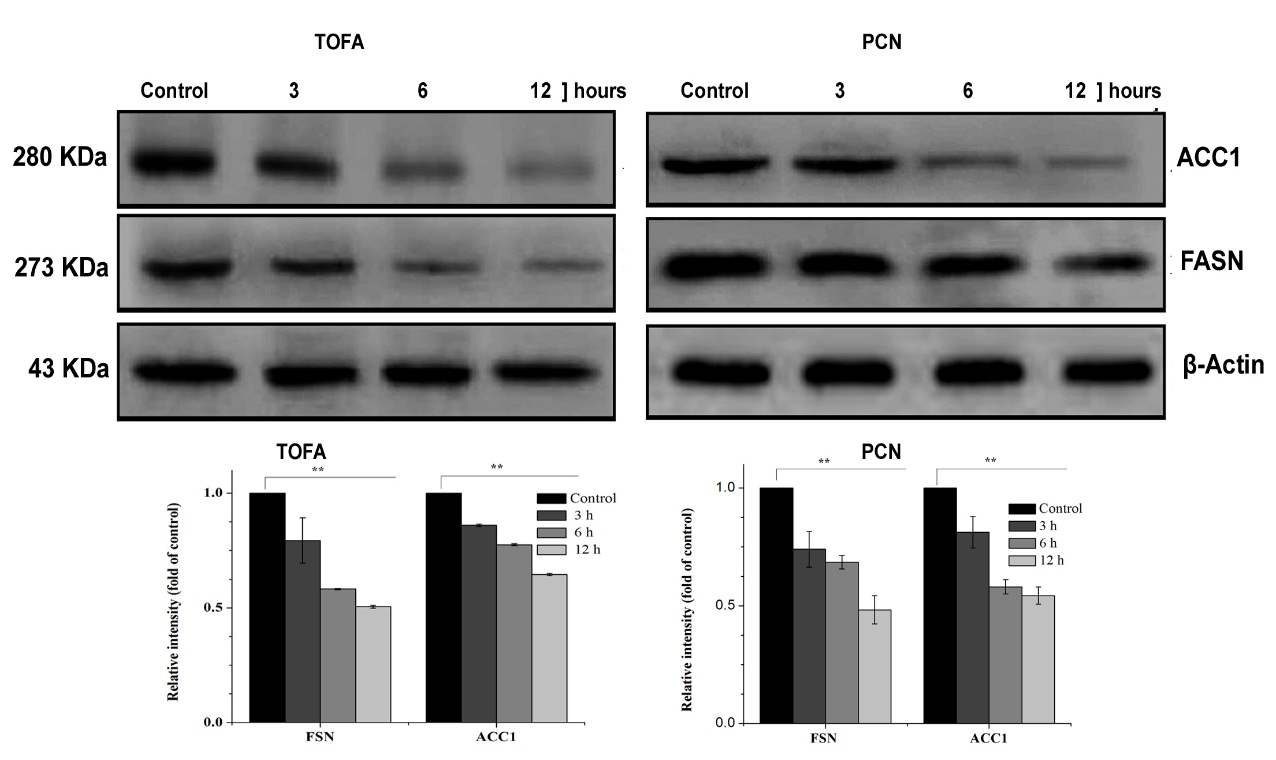 TOFA
PCN
Control 3 6 12 ] hours
Control 3 6 12 ] hours
280 KDa
ACC1
273 KDa
FASN
43 KDa
β-Actin
TOFA
**
**
Relative intensity (fold of control)
1.0
0.5
0.0
Control
3 h
6 h
12 h
FSN
ACC1
PCN
**
**
Relative intensity (fold of control)
1.0
0.5
0.0
Control
3 h
6 h
12 h
FSN
ACC1